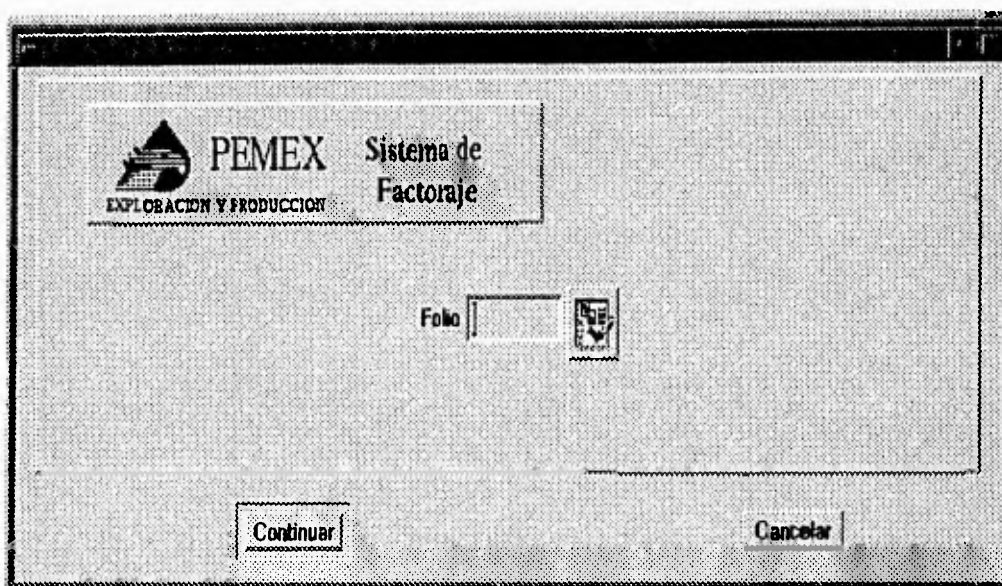 PEMEX
EXPLORACION Y PRODUCCION
Sistema de
Factoraje
Folio
Continuar
Cancelar